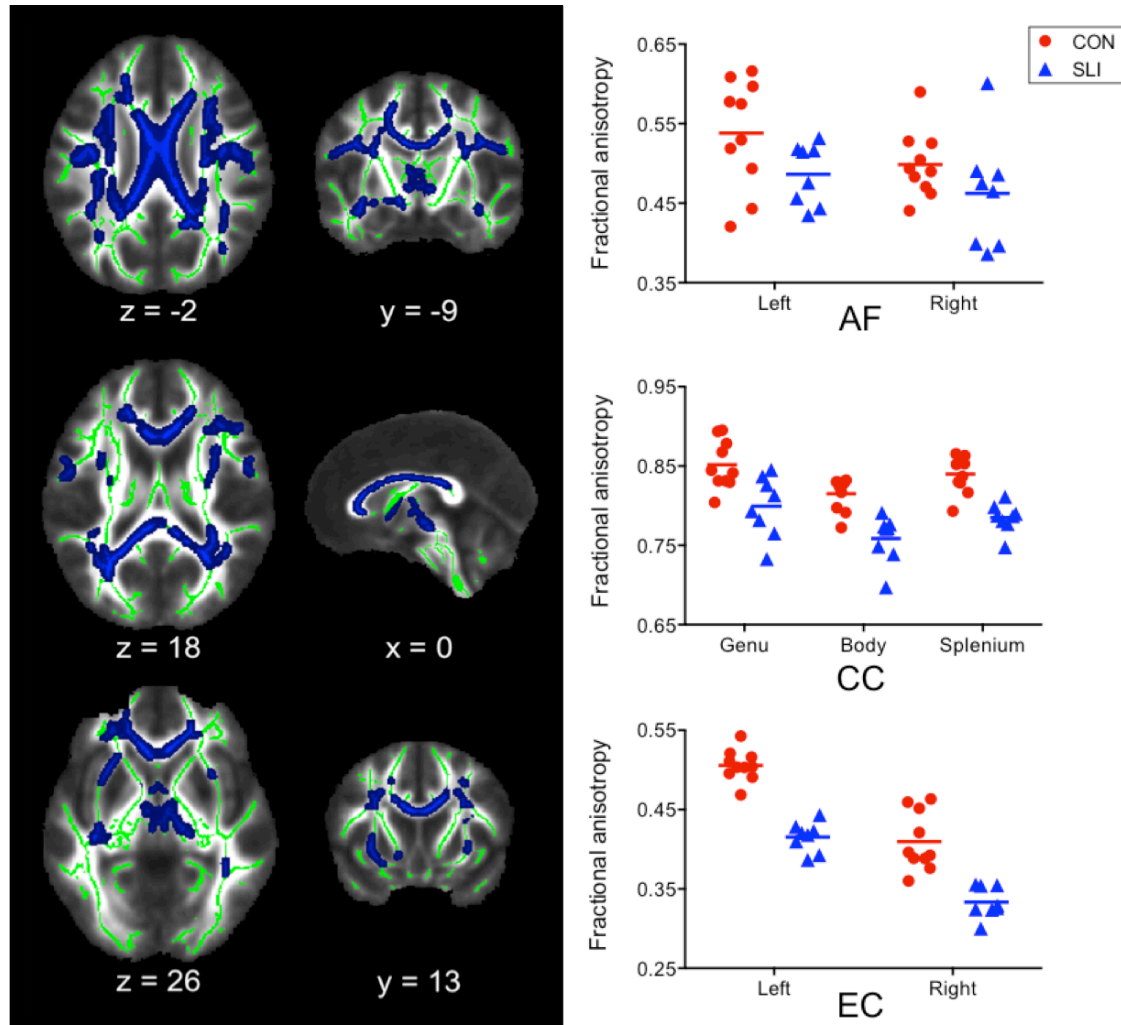 z = -2
y = -9
z = 18
x = 0
z = 26
y = 13
CON
SLI
Fractional anisotropy
0.65
0.55
0.45
0.35
Left
Right
AF
Fractional anisotropy
0.95
0.85
0.75
0.65
Genu
Body
Splenium
CC
Fractional anisotropy
0.55
0.45
0.35
0.25
Left
Right
EC